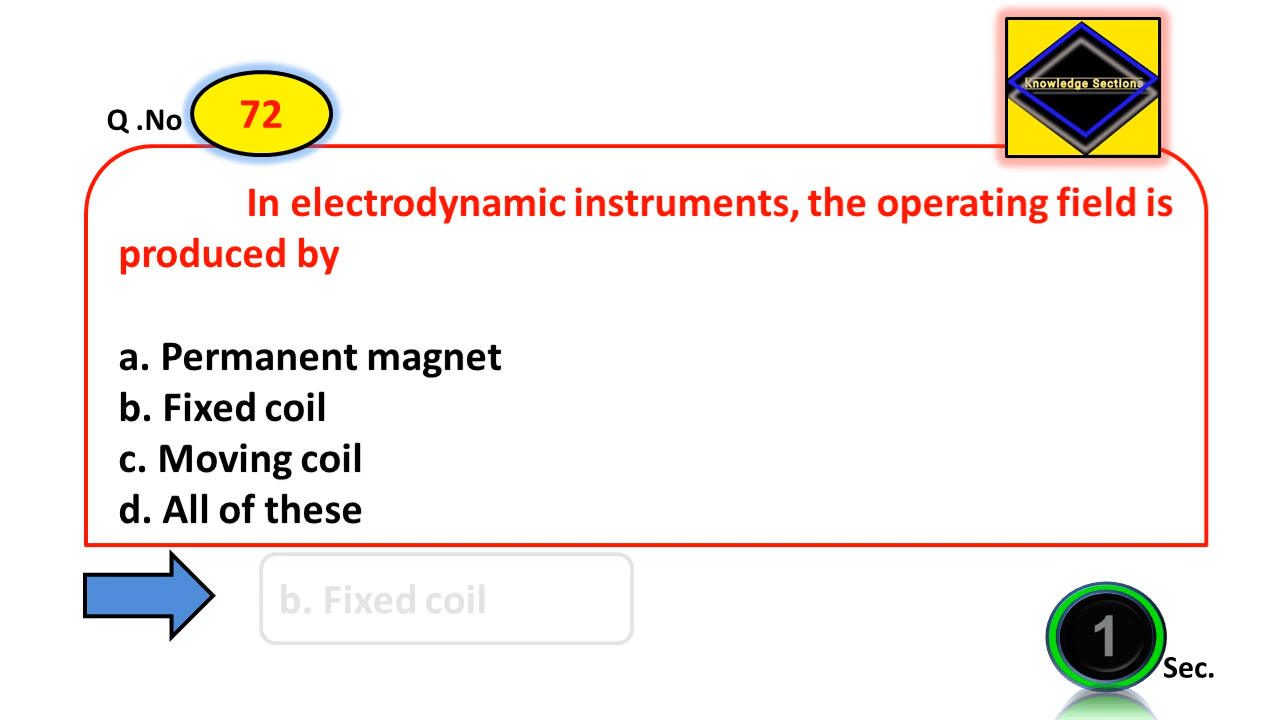 Knowledge Sections
Q .No 72
In electrodynamic instruments, the operating field is
produced by
a. Permanent magnet
b. Fixed coil
c. Moving coil
d. All of these
b. Fixed coil
1 Sec.